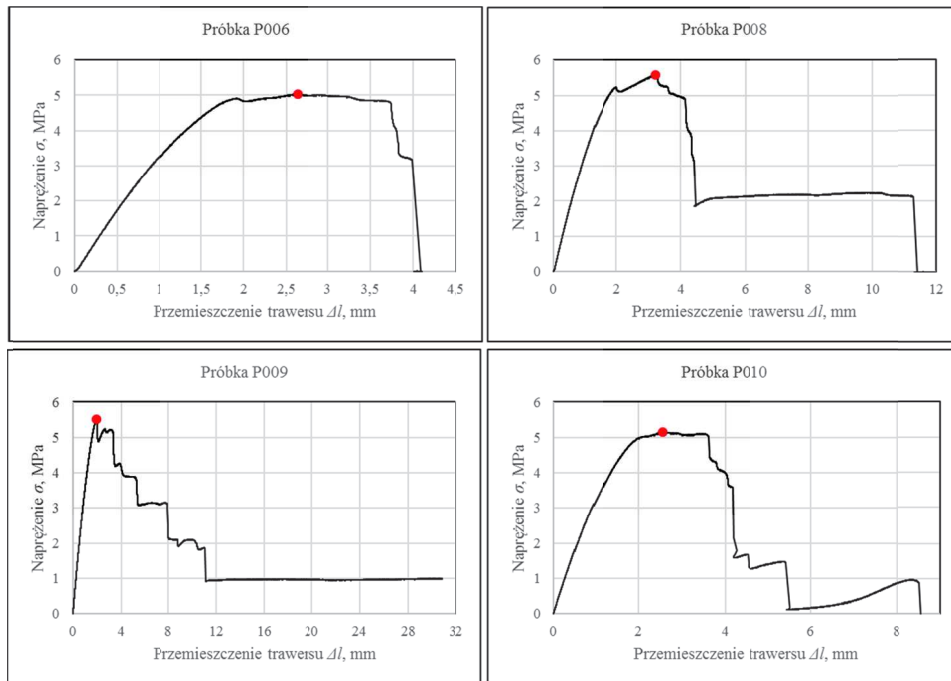 Próbka P006
6
5
4
3
2
1
0
Naprężenie σ, MPa
0 0,5 1 1,5 2 2,5 3 3,5 4 4.5
Przemieszczenie trawersu Δl, mm
Próbka P008
6
5
4
3
2
1
0
Naprężenie σ, MPa
0 2 4 6 8 10 12
Przemieszczenie trawersu Δl, mm
Próbka P009
6
5
4
3
2
1
0
Naprężenie σ, MPa
0 4 8 12 16 20 24 28 32
Przemieszczenie trawersu Δl, mm
Próbka P010
6
5
4
3
2
1
0
Naprężenie σ, MPa
0 2 4 6 8
Przemieszczenie trawersu Δl, mm